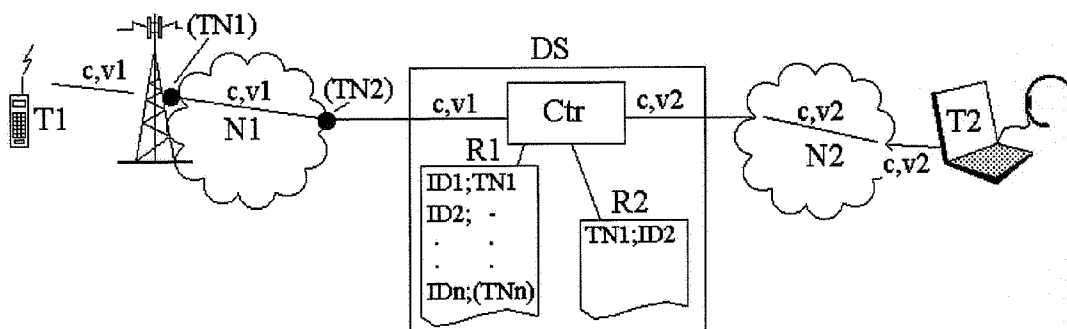 (TN1)
DS
c,v1
c,v1
(TN2)
c,v1
Ctr
c,v2
c,v2
T2
T1
N1
N2
c,v2
R1
ID1;TN1
ID2; -
. .
. .
IDn;(TNn)
R2
TN1;ID2